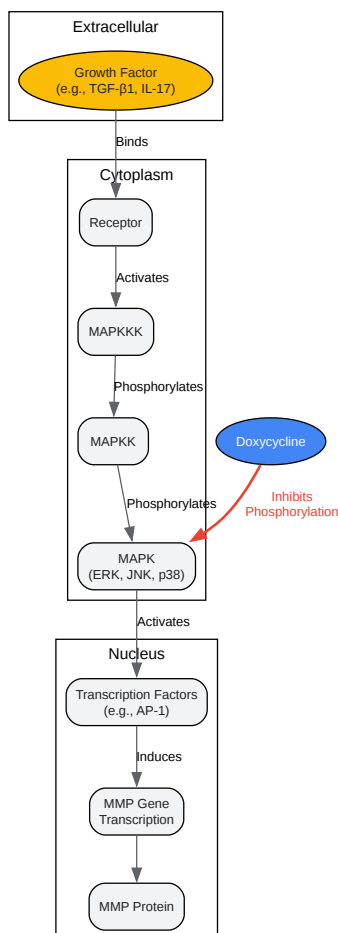 Extracellular
Growth Factor
(e.g., TGF-β1, IL-17)
Binds
Cytoplasm
Receptor
Activates
MAPKKK
Phosphorylates
MAPKK
Doxycycline
Phosphorylates
Inhibits
Phosphorylation
MAPK
(ERK, JNK, p38)
Activates
Nucleus
Transcription Factors
(e.g., AP-1)
Induces
MMP Gene
Transcription
MMP Protein